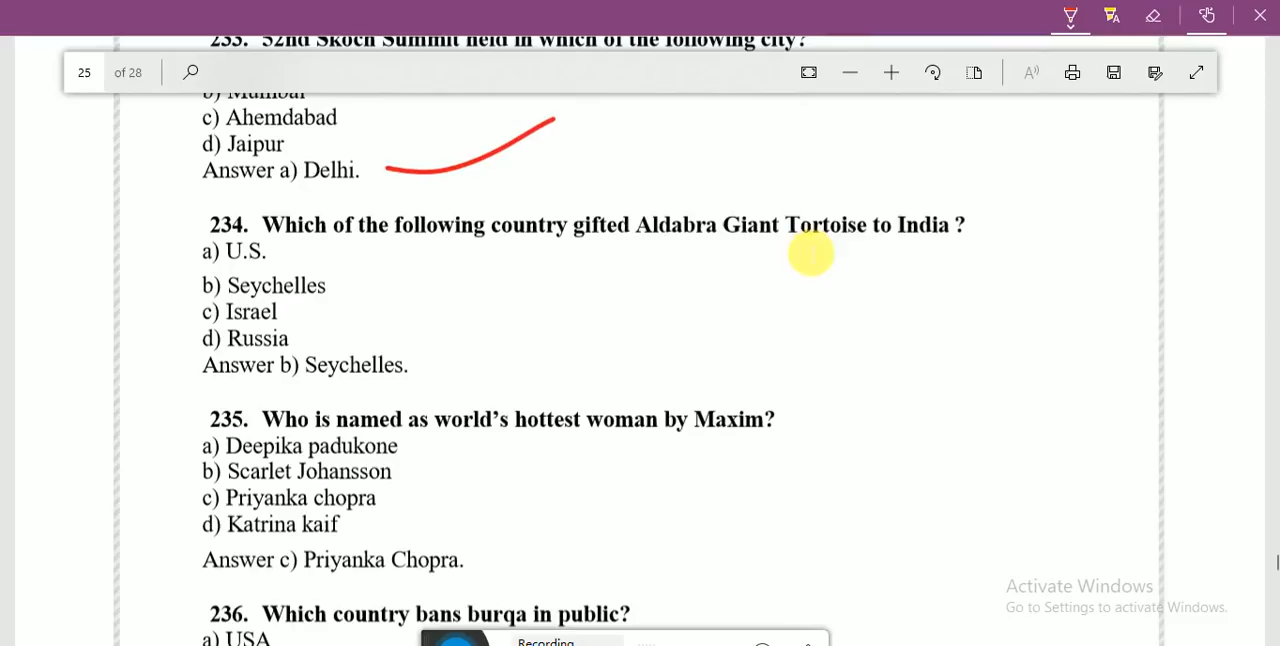 233. 52nd Skoch Summit held in which of the following city?
25 of 28
b) Mumbai
c) Ahemdabad
d) Jaipur
Answer a) Delhi.
234. Which of the following country gifted Aldabra Giant Tortoise to India ?
a) U.S.
b) Seychelles
c) Israel
d) Russia
Answer b) Seychelles.
235. Who is named as world’s hottest woman by Maxim?
a) Deepika padukone
b) Scarlet Johansson
c) Priyanka chopra
d) Katrina kaif
Answer c) Priyanka Chopra.
236. Which country bans burqa in public?
a) USA
Activate Windows
Go to Settings to activate Windows.
Recording